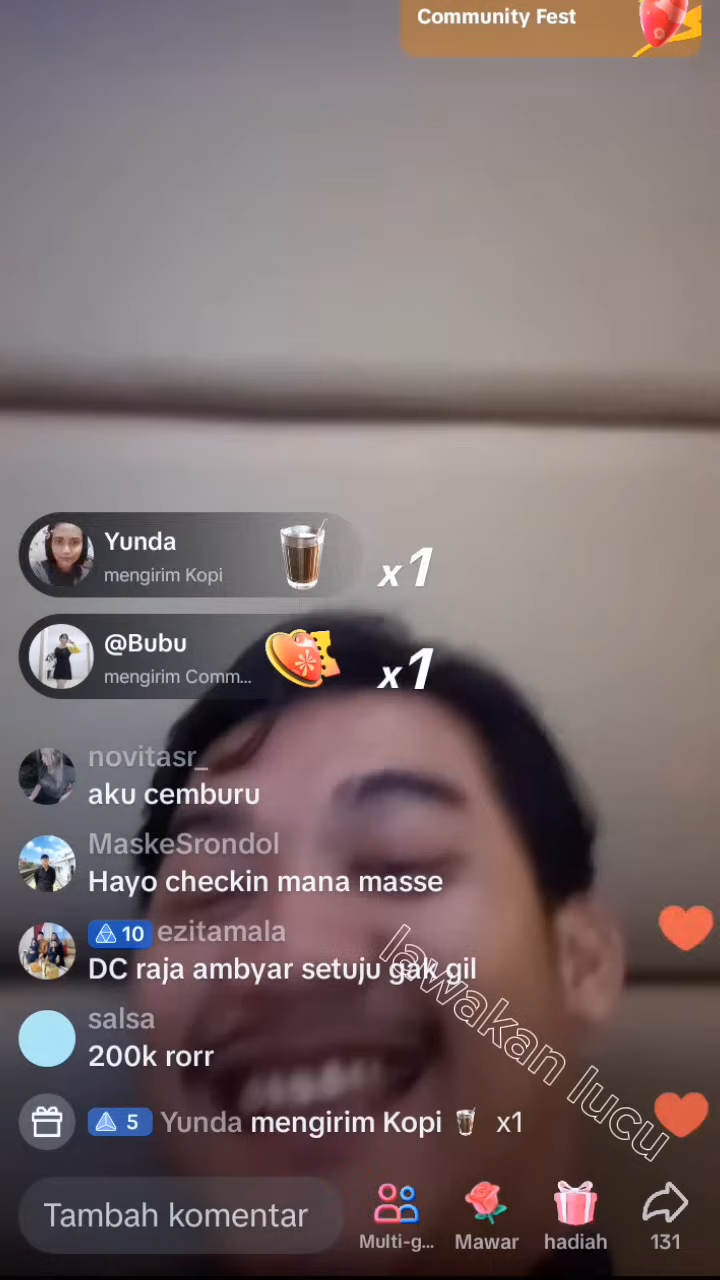 Community Fest
Yunda
mengirim Kopi
x1
@Bubu
mengirim Comm...
x1
novitasr_
aku cemburu
MaskeSrondol
Hayo checkin mana masse
10 ezitamala
DC raja ambyar setuju gak gil
salsa
200k rorr
5 Yunda mengirim Kopi x1
lawakan lucu
Tambah komentar
Multi-g...
Mawar
hadiah
131